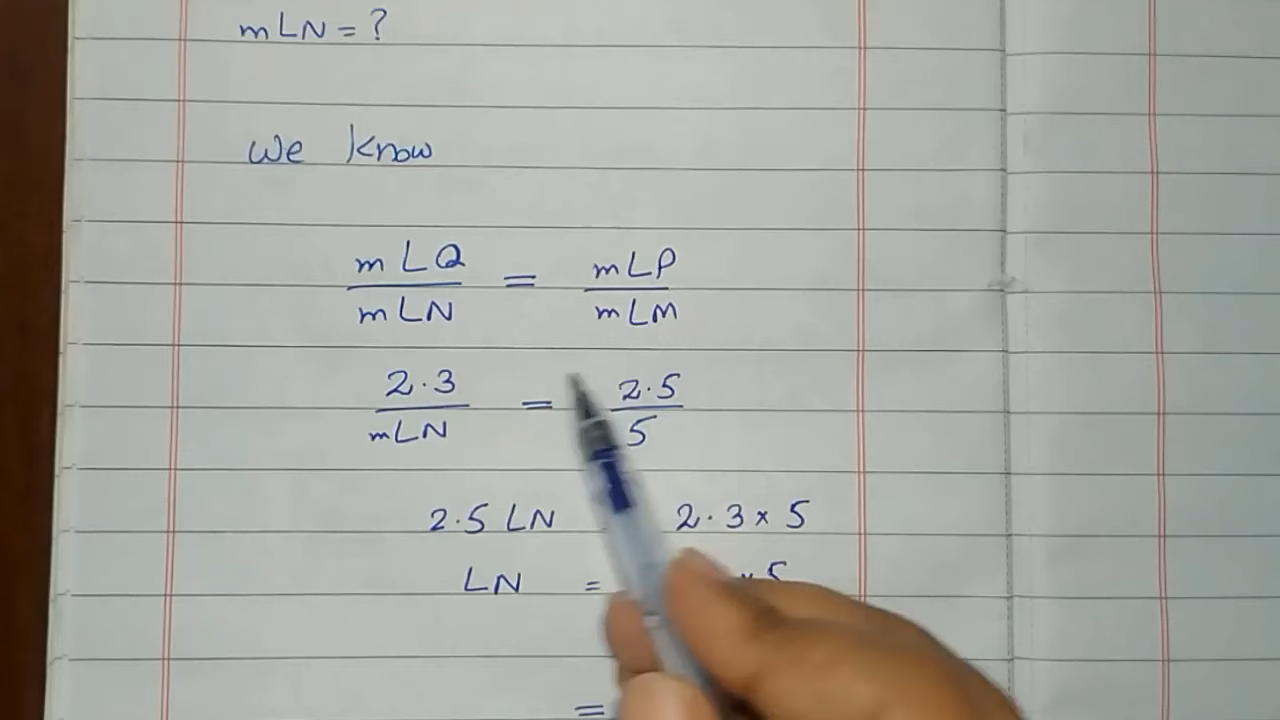 mLN = ?
We know
mLQ/mLN = mLP/mLM
2.3/mLN = 2.5/5
2.5 LN 2.3 × 5
LN = × 5
=